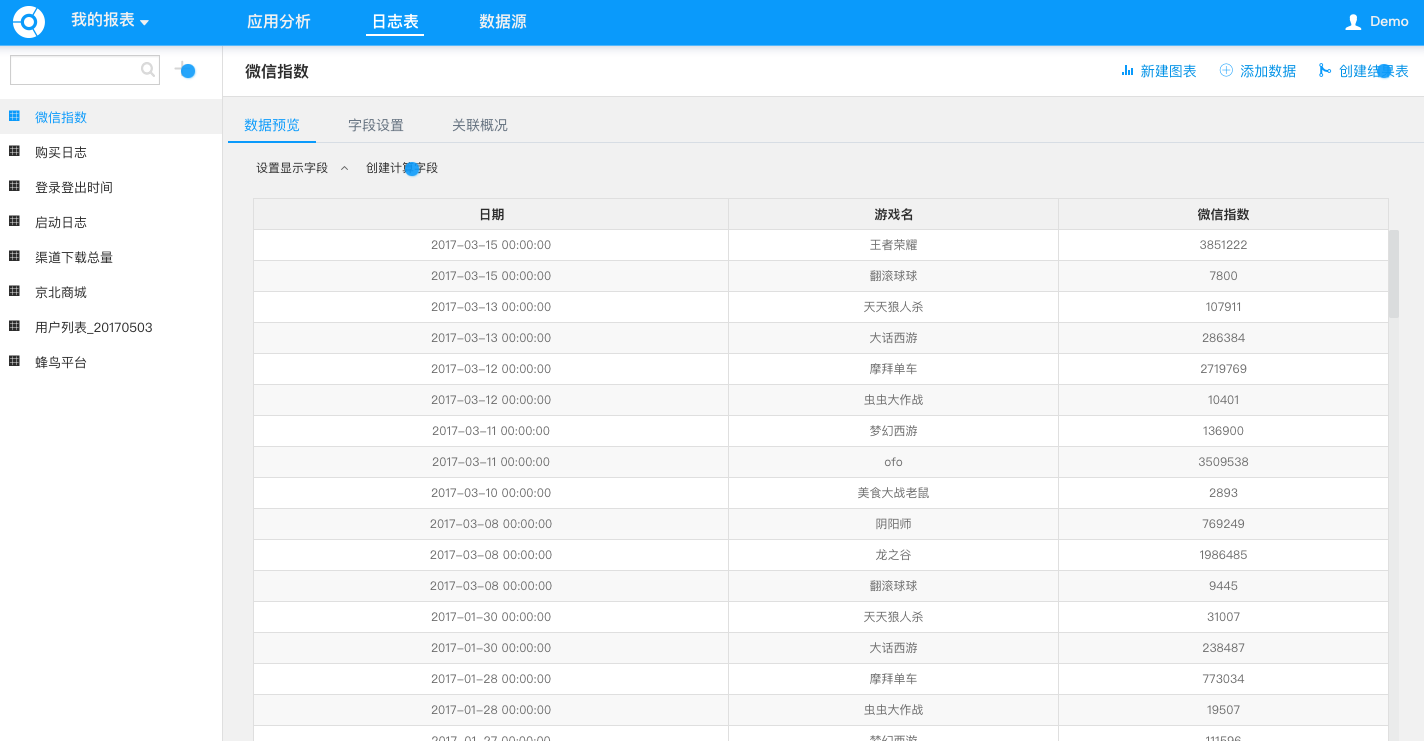 我的报表 应用分析 日志表 数据源 Demo
微信指数 新建图表 添加数据 创建结果表
微信指数
购买日志
登录登出时间
启动日志
渠道下载总量
京北商城
用户列表_20170503
蜂鸟平台
数据预览 字段设置 关联概况
设置显示字段 创建计算字段
日期 游戏名 微信指数
2017-03-15 00:00:00 王者荣耀 3851222
2017-03-15 00:00:00 翻滚球球 7800
2017-03-13 00:00:00 天天狼人杀 107911
2017-03-13 00:00:00 大话西游 286384
2017-03-12 00:00:00 摩拜单车 2719769
2017-03-12 00:00:00 虫虫大作战 10401
2017-03-11 00:00:00 梦幻西游 136900
2017-03-11 00:00:00 ofo 3509538
2017-03-10 00:00:00 美食大战老鼠 2893
2017-03-08 00:00:00 阴阳师 769249
2017-03-08 00:00:00 龙之谷 1986485
2017-03-08 00:00:00 翻滚球球 9445
2017-01-30 00:00:00 天天狼人杀 31007
2017-01-30 00:00:00 大话西游 238487
2017-01-28 00:00:00 摩拜单车 773034
2017-01-28 00:00:00 虫虫大作战 19507
2017-01-27 00:00:00 梦幻西游 111596